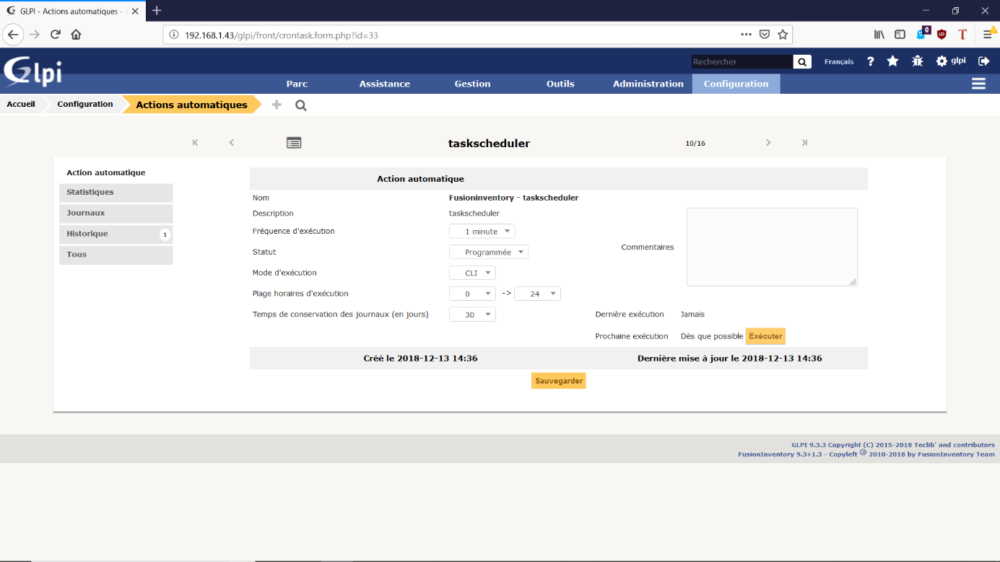 GLPI - Actions automatiques -
192.168.1.43/glpi/front/crontask.form.php?id=33
0
T
Glpi
Rechercher
Français
?
glpi
Parc
Assistance
Gestion
Outils
Administration
Configuration
Accueil
Configuration
Actions automatiques
taskscheduler
10/16
Action automatique
Statistiques
Journaux
Historique
1
Tous
Action automatique
Nom
Fusioninventory - taskscheduler
Description
taskscheduler
Fréquence d'exécution
1 minute
Statut
Programmée
Commentaires
Mode d'exécution
CLI
Plage horaires d'exécution
0 -> 24
Temps de conservation des journaux (en jours)
30
Dernière exécution
Jamais
Prochaine exécution
Dès que possible
Exécuter
Créé le 2018-12-13 14:36
Dernière mise à jour le 2018-12-13 14:36
Sauvegarder
GLPI 9.3.3 Copyright (C) 2015-2018 Teclib' and contributors
FusionInventory 9.3+1.3 - Copyleft 🄯 2010-2018 by FusionInventory Team